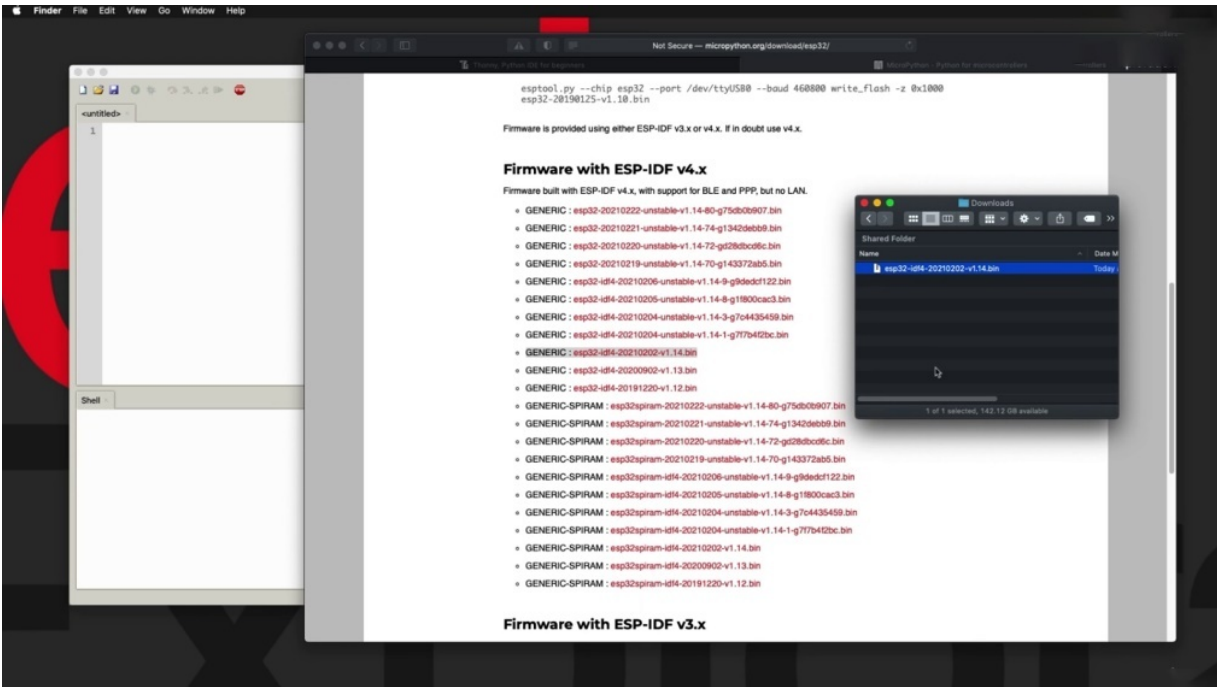 Finder File Edit View Go Window Help
Not Secure — micropython.org/download/esp32/
Thonny, Python IDE for beginners
MicroPython - Python for microcontrollers
<untitled>
1
Shell
esptool.py --chip esp32 --port /dev/ttyUSB0 --baud 460800 write_flash -z 0x1000
esp32-20190125-v1.10.bin
Firmware is provided using either ESP-IDF v3.x or v4.x. If in doubt use v4.x.
Firmware with ESP-IDF v4.x
Firmware built with ESP-IDF v4.x, with support for BLE and PPP, but no LAN.
GENERIC : esp32-20210222-unstable-v1.14-80-g75db0b907.bin
GENERIC : esp32-20210221-unstable-v1.14-74-g1342debb9.bin
GENERIC : esp32-20210220-unstable-v1.14-72-gd28dbcd6c.bin
GENERIC : esp32-20210219-unstable-v1.14-70-g143372ab5.bin
GENERIC : esp32-idf4-20210206-unstable-v1.14-9-g9dedcf122.bin
GENERIC : esp32-idf4-20210205-unstable-v1.14-8-g1f800cac3.bin
GENERIC : esp32-idf4-20210204-unstable-v1.14-3-g7c4435459.bin
GENERIC : esp32-idf4-20210204-unstable-v1.14-1-g7f7b4f2bc.bin
GENERIC : esp32-idf4-20210202-v1.14.bin
GENERIC : esp32-idf4-20200902-v1.13.bin
GENERIC : esp32-idf4-20191220-v1.12.bin
GENERIC-SPIRAM : esp32spiram-20210222-unstable-v1.14-80-g75db0b907.bin
GENERIC-SPIRAM : esp32spiram-20210221-unstable-v1.14-74-g1342debb9.bin
GENERIC-SPIRAM : esp32spiram-20210220-unstable-v1.14-72-gd28dbcd6c.bin
GENERIC-SPIRAM : esp32spiram-20210219-unstable-v1.14-70-g143372ab5.bin
GENERIC-SPIRAM : esp32spiram-idf4-20210206-unstable-v1.14-9-g9dedcf122.bin
GENERIC-SPIRAM : esp32spiram-idf4-20210205-unstable-v1.14-8-g1f800cac3.bin
GENERIC-SPIRAM : esp32spiram-idf4-20210204-unstable-v1.14-3-g7c4435459.bin
GENERIC-SPIRAM : esp32spiram-idf4-20210204-unstable-v1.14-1-g7f7b4f2bc.bin
GENERIC-SPIRAM : esp32spiram-idf4-20210202-v1.14.bin
GENERIC-SPIRAM : esp32spiram-idf4-20200902-v1.13.bin
GENERIC-SPIRAM : esp32spiram-idf4-20191220-v1.12.bin
Firmware with ESP-IDF v3.x
Downloads
Shared Folder
Name Date M
esp32-idf4-20210202-v1.14.bin Today
1 of 1 selected, 142.12 GB available